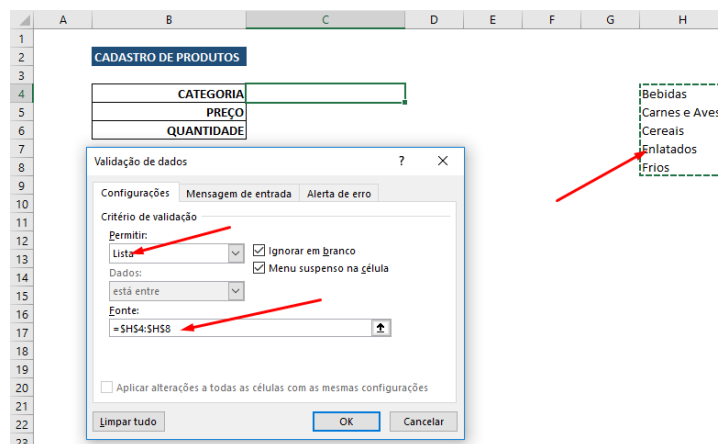 A B C D E F G H
1
2 CADASTRO DE PRODUTOS
3
4 CATEGORIA Bebidas
5 PREÇO Carnes e Aves
6 QUANTIDADE Cereais
7 Enlatados
8 Frios
9
10
11
12
13
14
15
16
17
18
19
20
21
22
23
Validação de dados ? X
Configurações Mensagem de entrada Alerta de erro
Critério de validação
Permitir:
Lista Ignorar em branco
Dados: Menu suspenso na célula
está entre
Fonte:
=$H$4:$H$8
Aplicar alterações a todas as células com as mesmas configurações
Limpar tudo OK Cancelar